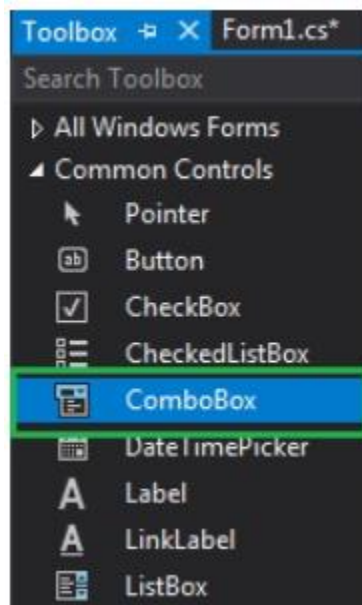 Toolbox Form1.cs*
Search Toolbox
All Windows Forms
Common Controls
Pointer
ab Button
CheckBox
CheckedListBox
ComboBox
DateTimePicker
A Label
A LinkLabel
ListBox